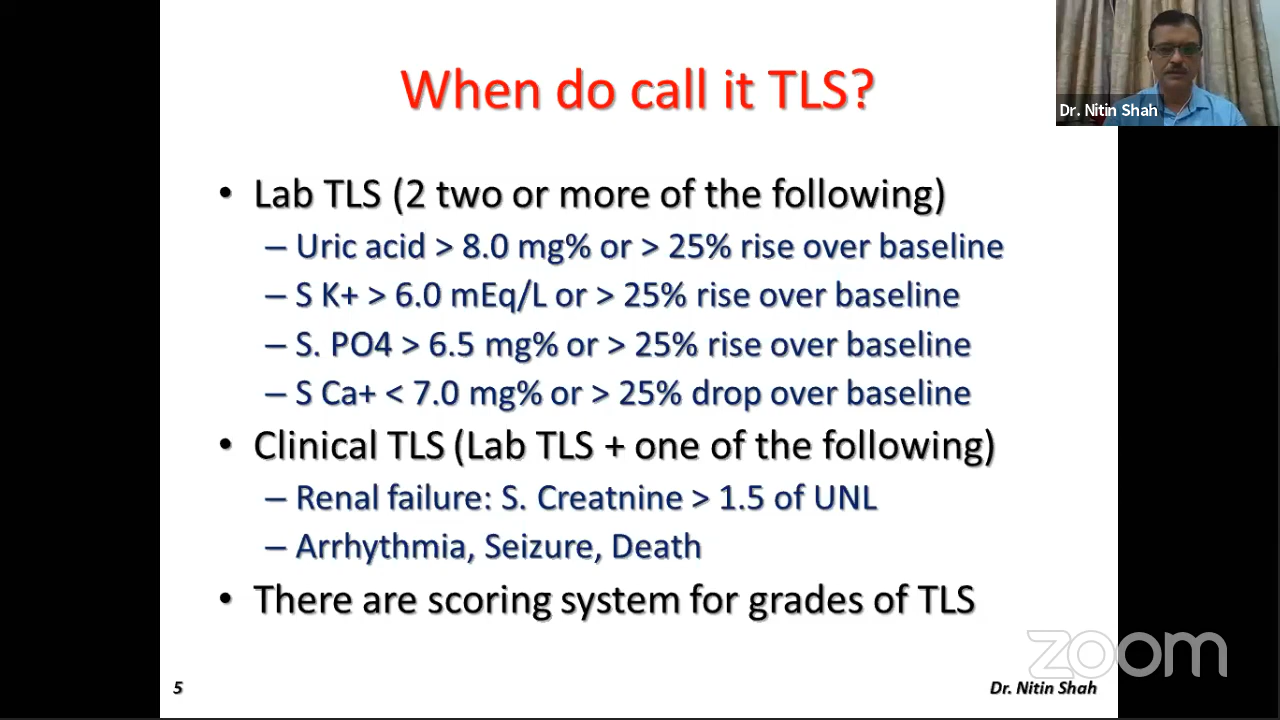 When do call it TLS?
Dr. Nitin Shah
• Lab TLS (2 two or more of the following)
– Uric acid > 8.0 mg% or > 25% rise over baseline
– S K+ > 6.0 mEq/L or > 25% rise over baseline
– S. PO4 > 6.5 mg% or > 25% rise over baseline
– S Ca+ < 7.0 mg% or > 25% drop over baseline
• Clinical TLS (Lab TLS + one of the following)
– Renal failure: S. Creatnine > 1.5 of UNL
– Arrhythmia, Seizure, Death
• There are scoring system for grades of TLS
zoom
5
Dr. Nitin Shah